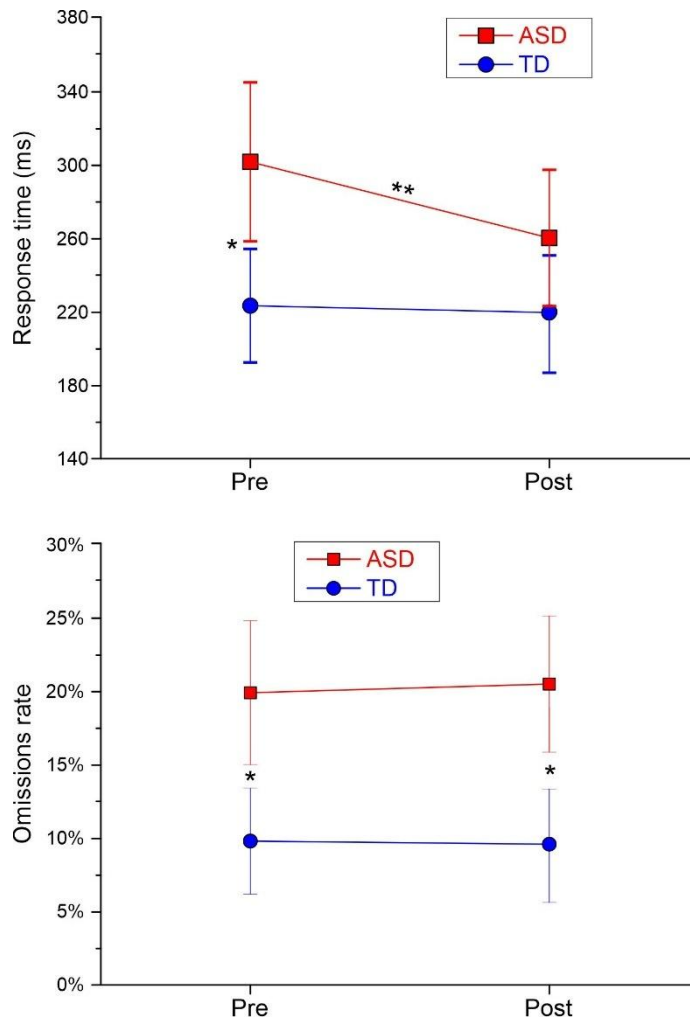 380
340
300
260
220
180
140
Response time (ms)
ASD
TD
**
*
Pre Post
30%
25%
20%
15%
10%
5%
0%
Omissions rate
ASD
TD
* *
Pre Post